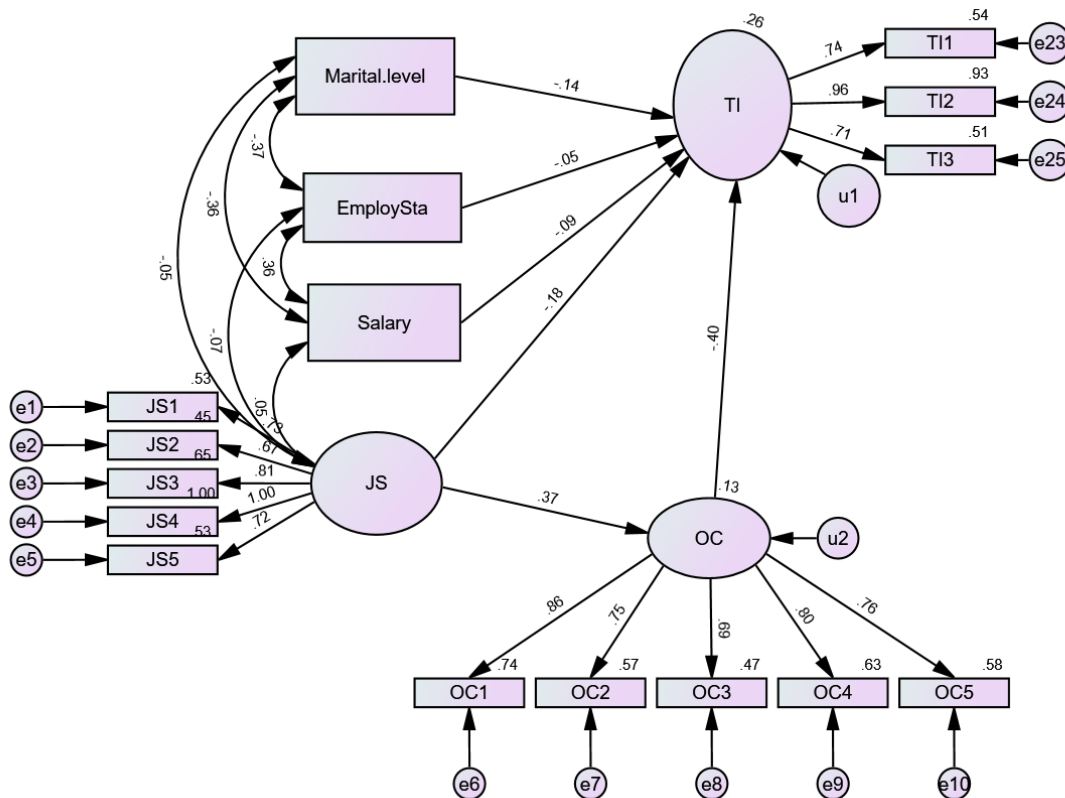 .26
.54
TI1
e23
.74
Marital.level
TI
.93
.96
TI2
e24
-.14
.71
.51
TI3
e25
-.37
-.05
u1
EmploySta
-.36
-.09
.36
-.05
-.18
Salary
-.07
-.40
.53
.05
e1
JS1
.73
45
e2
JS2
.67
65
e3
JS3
.81
JS
1.00
.37
.13
e4
JS4
1.00
53
OC
u2
e5
JS5
.72
.86
.75
.69
.80
.76
.74
.57
.47
.63
.58
OC1
OC2
OC3
OC4
OC5
e6
e7
e8
e9
e10